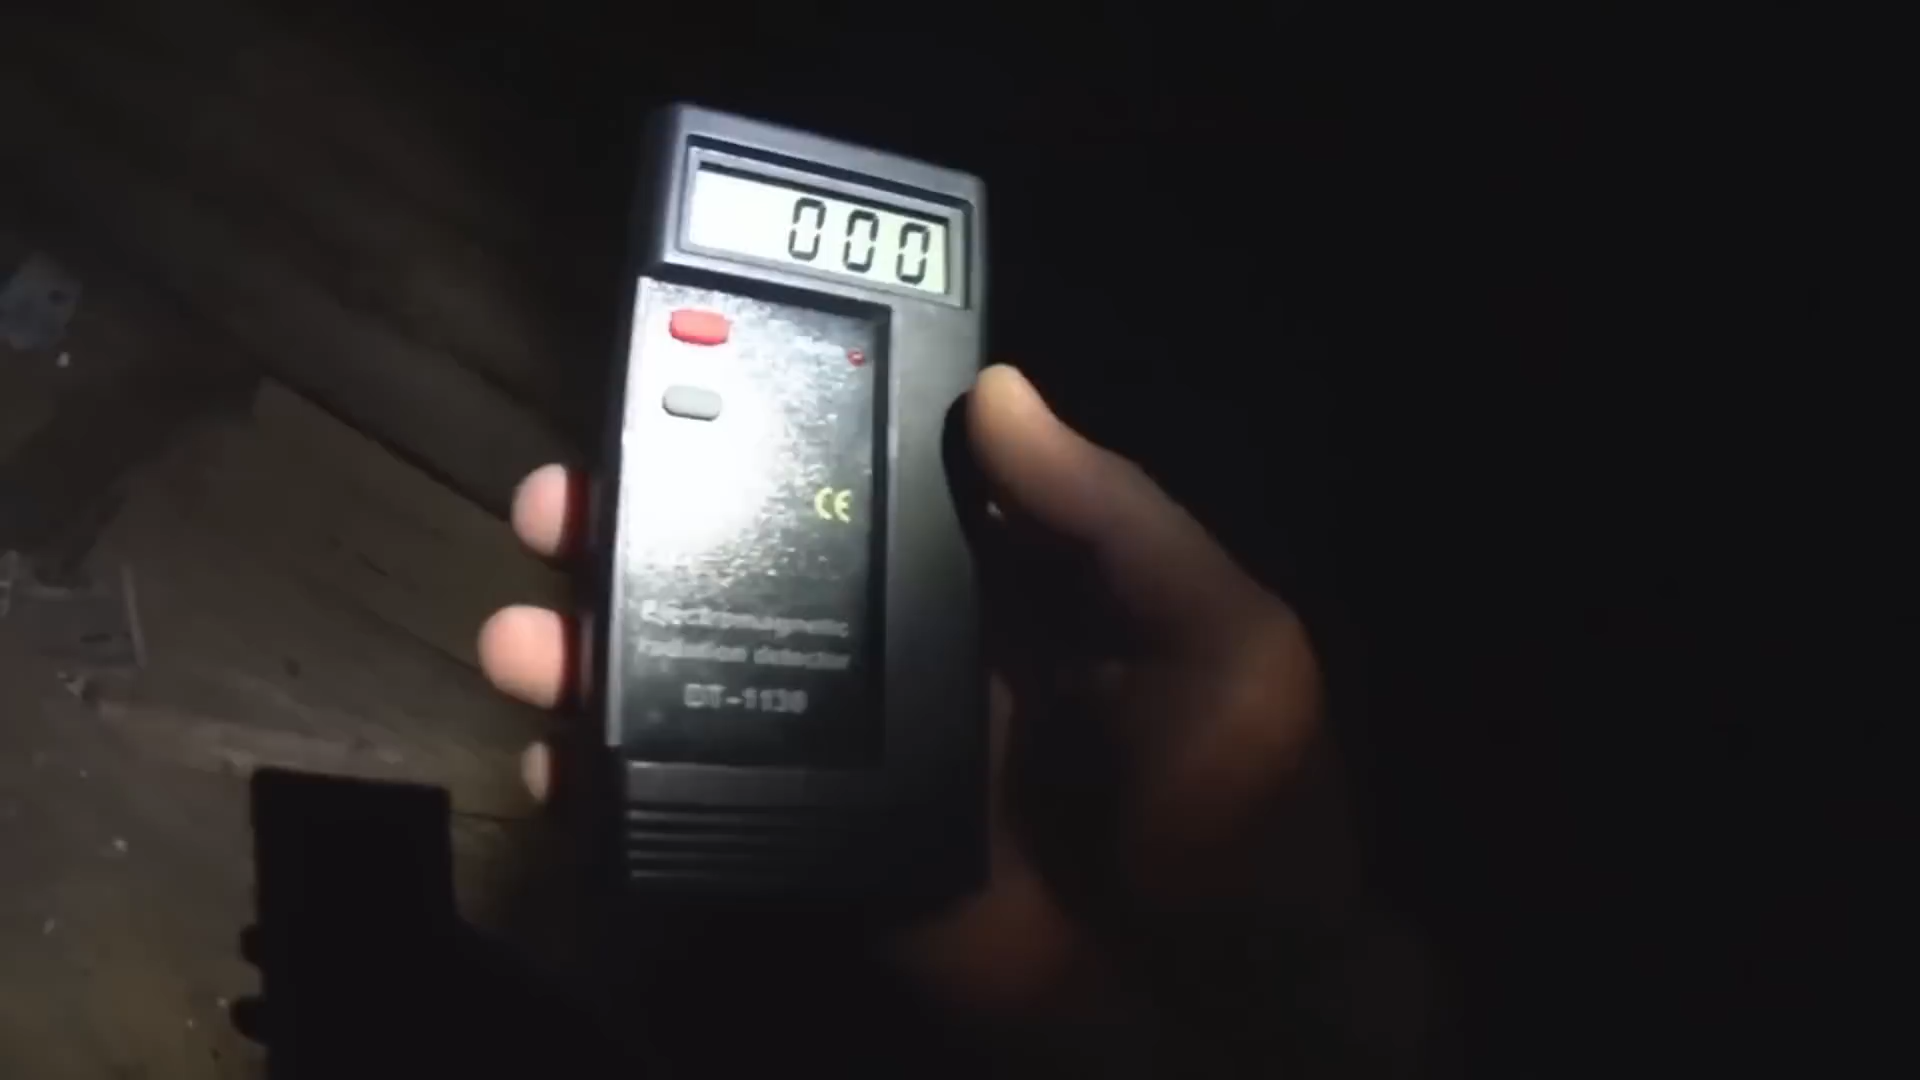 000
CE
Electromagnetic
radiation detector
DT-1130